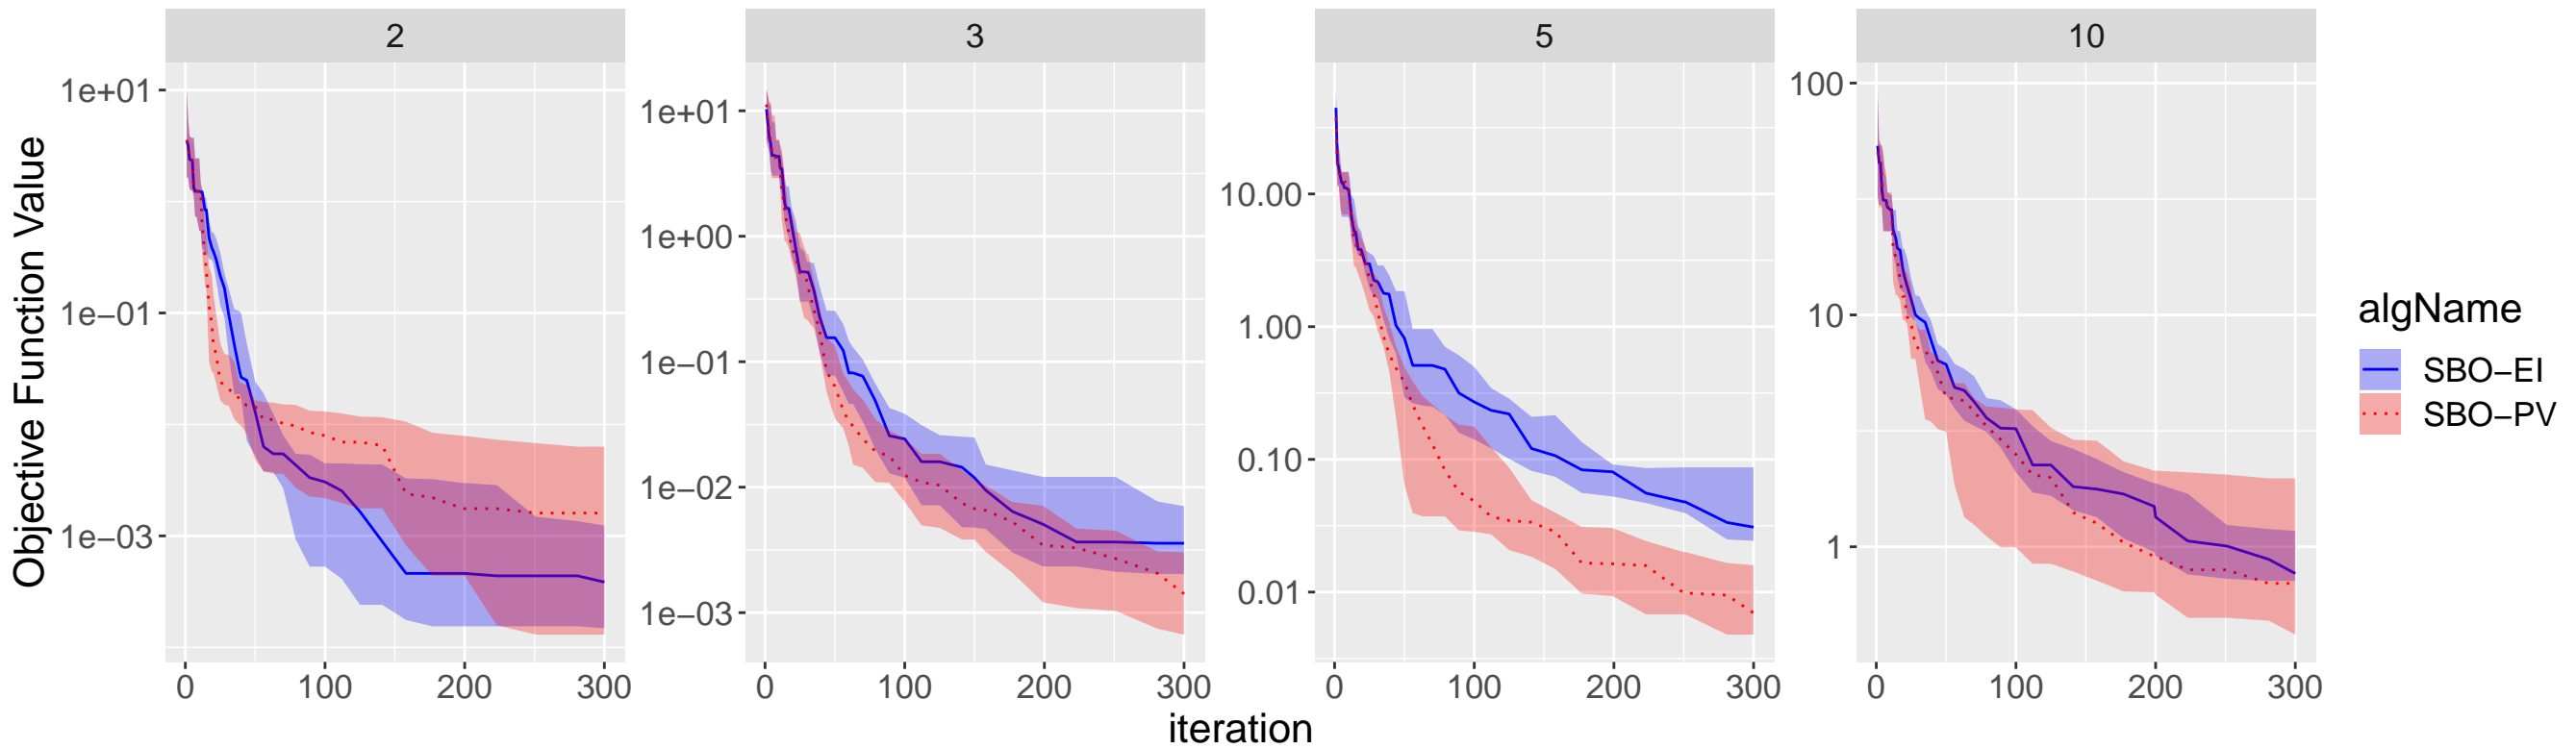 2
3
5
10
Objective Function Value
1e+01
1e−01
1e−03
1e+01
1e+00
1e−01
1e−02
1e−03
10.00
1.00
0.10
0.01
100
10
1
0 100 200 300
0 100 200 300
0 100 200 300
0 100 200 300
iteration
algName
SBO−EI
SBO−PV